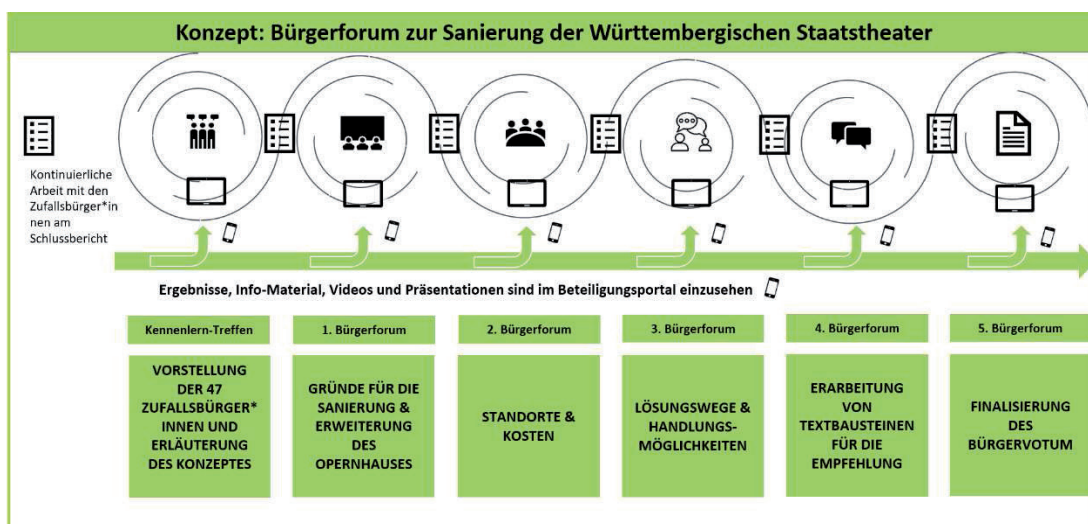 Konzept: Bürgerforum zur Sanierung der Württembergischen Staatstheater
Kontinuierliche
Arbeit mit den
Zufallsbürger*in
nen am
Schlussbericht
Ergebnisse, Info-Material, Videos und Präsentationen sind im Beteiligungsportal einzusehen
Kennenlern-Treffen
VORSTELLUNG
DER 47
ZUFALLSBÜRGER*
INNEN UND
ERLÄUTERUNG
DES KONZEPTES
1. Bürgerforum
GRÜNDE FÜR DIE
SANIERUNG &
ERWEITERUNG
DES
OPERNHAUSES
2. Bürgerforum
STANDORTE &
KOSTEN
3. Bürgerforum
LÖSUNGSWEGE &
HANDLUNGS-
MÖGLICHKEITEN
4. Bürgerforum
ERARBEITUNG
VON
TEXTBAUSTEINEN
FÜR DIE
EMPFEHLUNG
5. Bürgerforum
FINALISIERUNG
DES
BÜRGERVOTUM